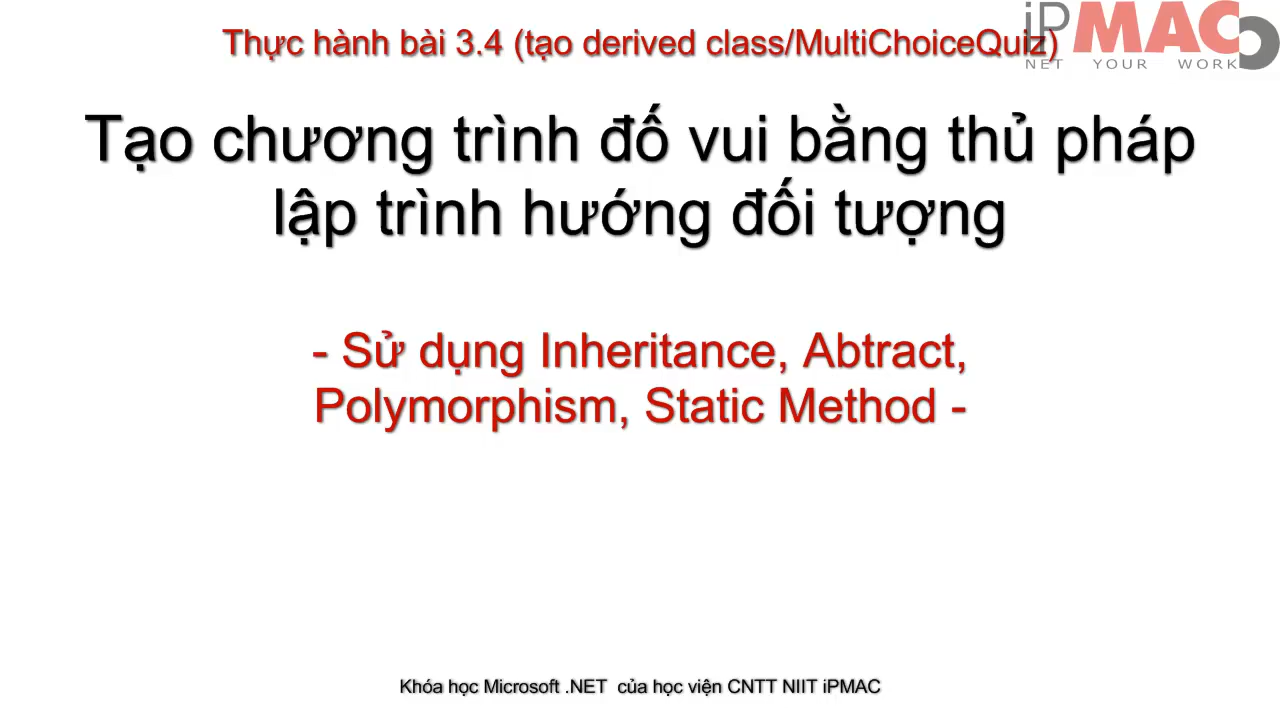 Thực hành bài 3.4 (tạo derived class/MultiChoiceQuiz)
iPMAC
NET YOUR WORK
Tạo chương trình đố vui bằng thủ pháp
lập trình hướng đối tượng
- Sử dụng Inheritance, Abtract,
Polymorphism, Static Method -
Khóa học Microsoft .NET của học viện CNTT NIIT iPMAC